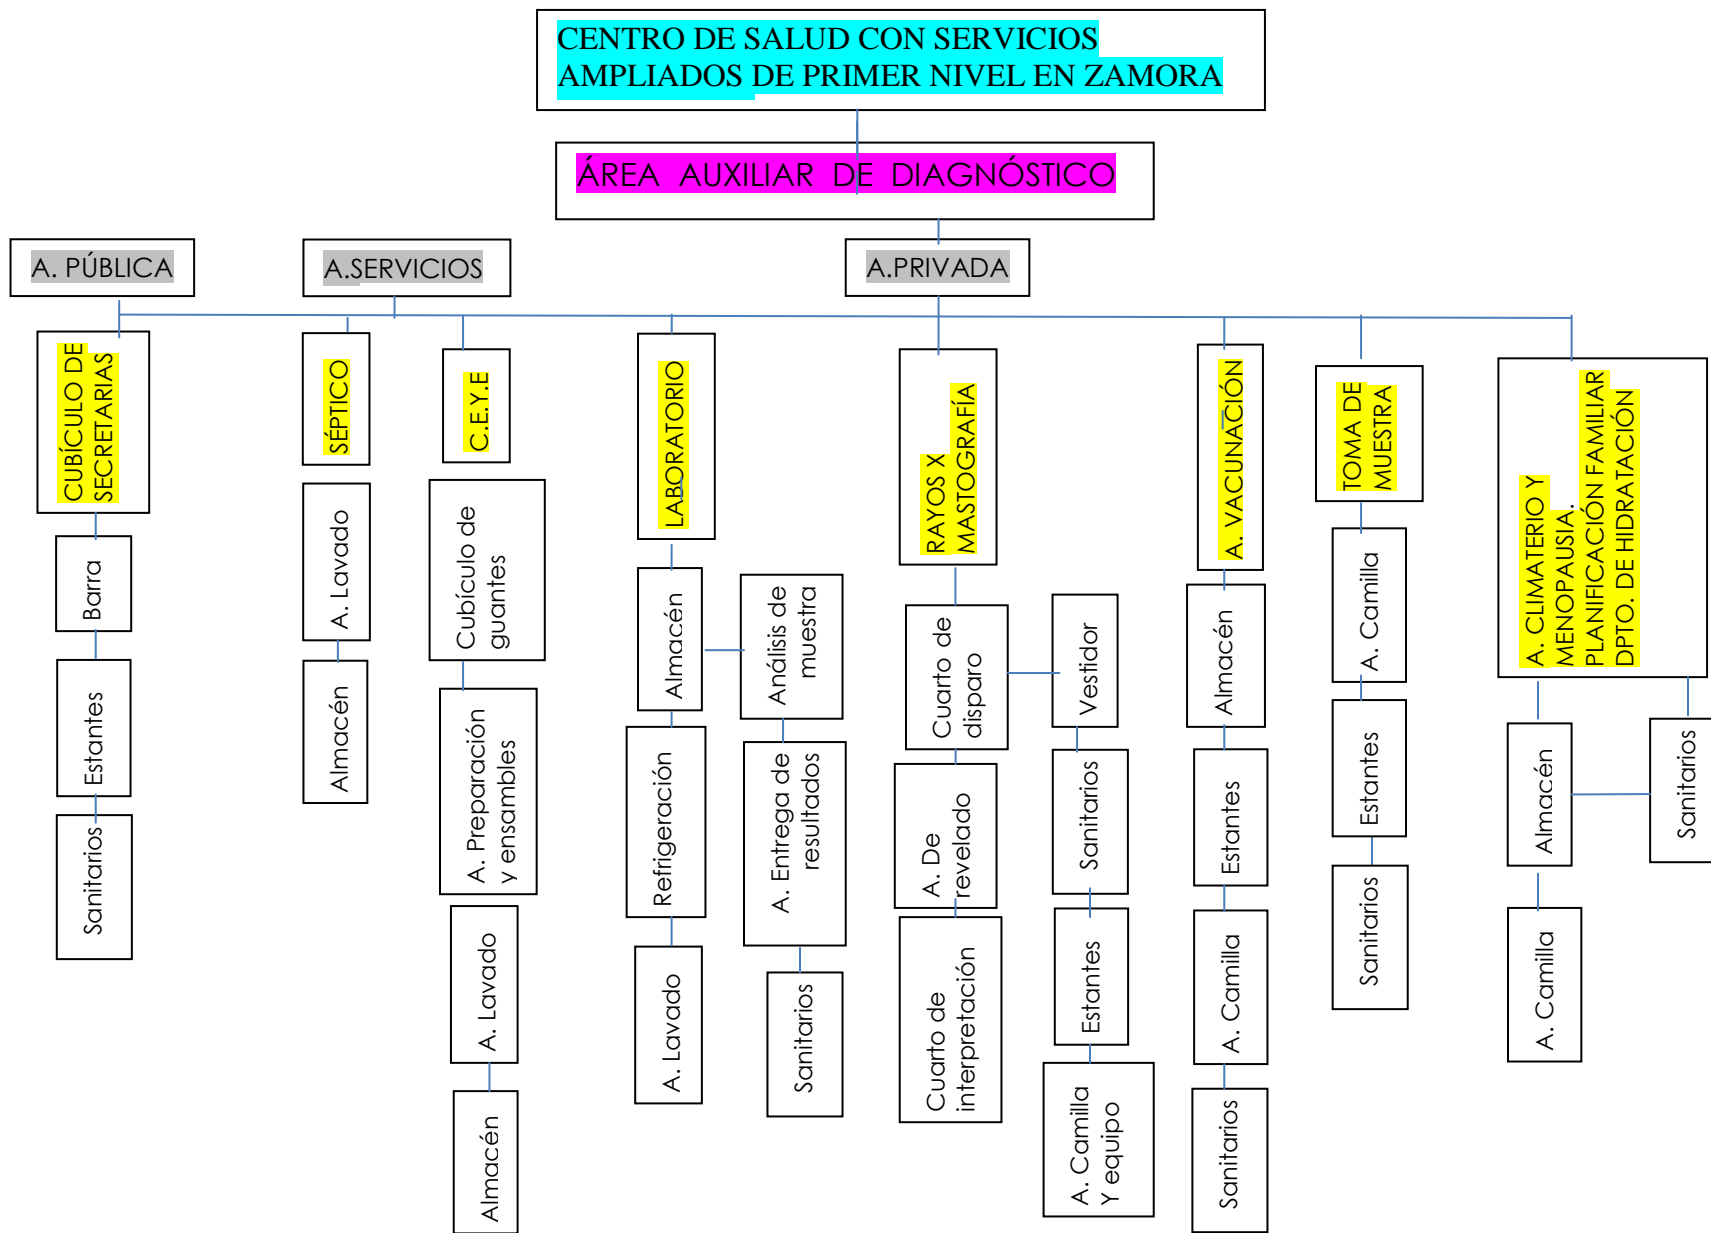 CENTRO DE SALUD CON SERVICIOS
AMPLIADOS DE PRIMER NIVEL EN ZAMORA
ÁREA AUXILIAR DE DIAGNÓSTICO
A. PÚBLICA
A.SERVICIOS
A.PRIVADA
CUBÍCULO DE
SECRETARIAS
Barra
Estantes
Sanitarios
SÉPTICO
A. Lavado
Almacén
C.E.Y.E
Cubículo de
guantes
A. Preparación
y ensambles
A. Lavado
Almacén
LABORATORIO
Almacén
Refrigeración
A. Lavado
Análisis de
muestra
A. Entrega de
resultados
Sanitarios
RAYOS X
MASTOGRAFÍA
Cuarto de
disparo
A. De
revelado
Cuarto de
interpretación
Vestidor
Sanitarios
Estantes
A. Camilla
Y equipo
A. VACUNACIÓN
Almacén
Estantes
A. Camilla
Sanitarios
TOMA DE
MUESTRA
A. Camilla
Estantes
Sanitarios
A. CLIMATERIO Y
MENOPAUSIA.
PLANIFICACIÓN FAMILIAR
DPTO. DE HIDRATACIÓN
Almacén
A. Camilla
Sanitarios